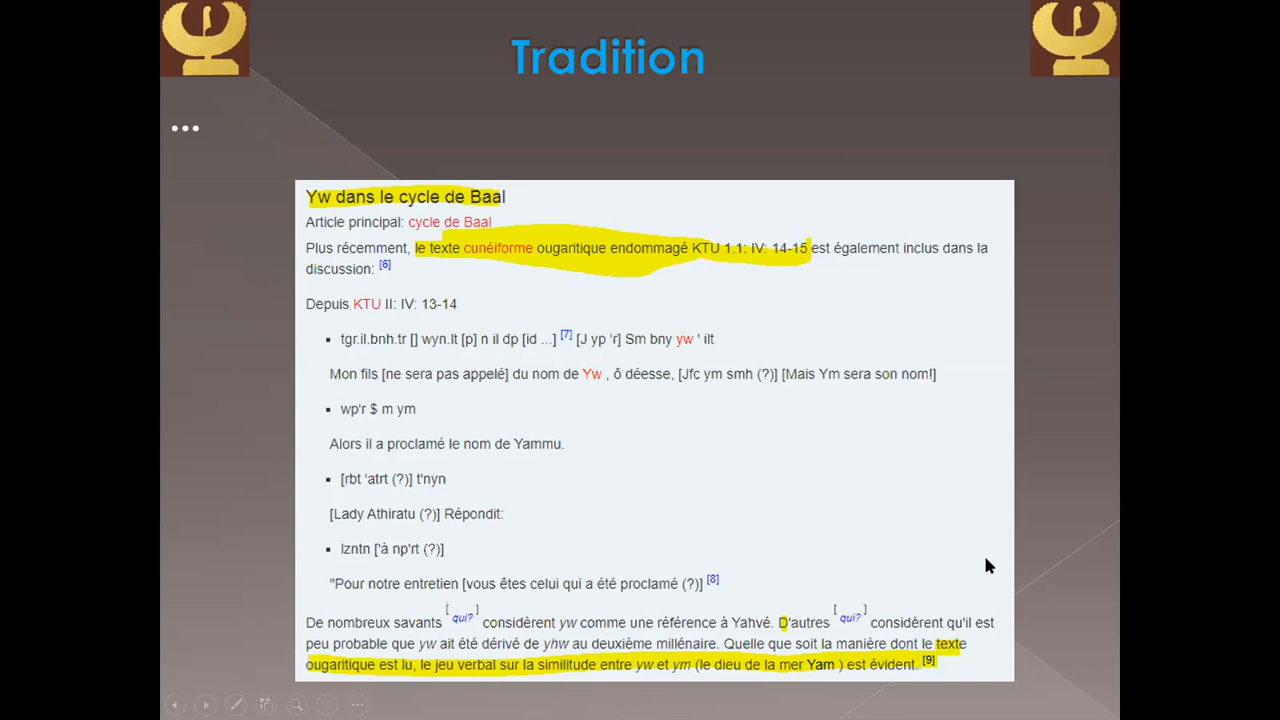 Tradition
...
Yw dans le cycle de Baal
Article principal: cycle de Baal
Plus récemment, le texte cunéiforme ougaritique endommagé KTU 1.1: IV: 14-15 est également inclus dans la
discussion: [6]
Depuis KTU II: IV: 13-14
▪ tgr.il.bnh.tr [] wyn.lt [p] n il dp [id ...] [7] [J yp 'r] Sm bny yw ' ilt
Mon fils [ne sera pas appelé] du nom de Yw , ô déesse, [Jfc ym smh (?)] [Mais Ym sera son nom!]
▪ wp'r $ m ym
Alors il a proclamé le nom de Yammu.
▪ [rbt 'atrt (?)] t'nyn
[Lady Athiratu (?)] Répondit:
▪ lzntn ['à np'rt (?)]
"Pour notre entretien [vous êtes celui qui a été proclamé (?)] [8]
De nombreux savants [ qui? ] considèrent yw comme une référence à Yahvé. D'autres [ qui? ] considèrent qu'il est
peu probable que yw ait été dérivé de yhw au deuxième millénaire. Quelle que soit la manière dont le texte
ougaritique est lu, le jeu verbal sur la similitude entre yw et ym (le dieu de la mer Yam ) est évident. [9]